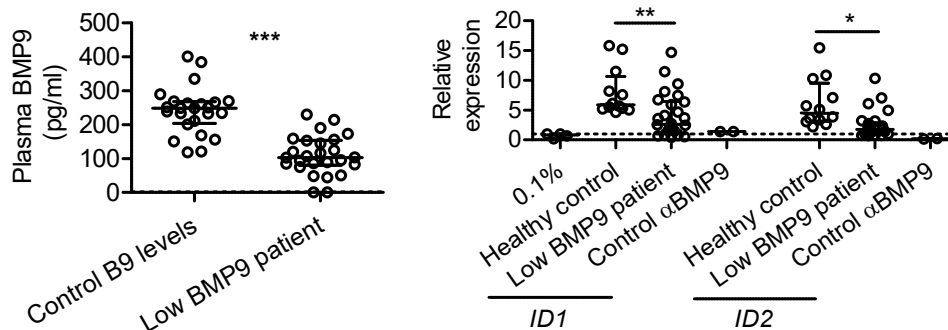 Plasma BMP9
(pg/ml)
500
400
300
200
100
0
***
Control B9 levels
Low BMP9 patient
Relative
expression
20
15
10
5
0
**
*
0.1%
Healthy control
Low BMP9 patient
Control αBMP9
Healthy control
Low BMP9 patient
Control αBMP9
ID1
ID2